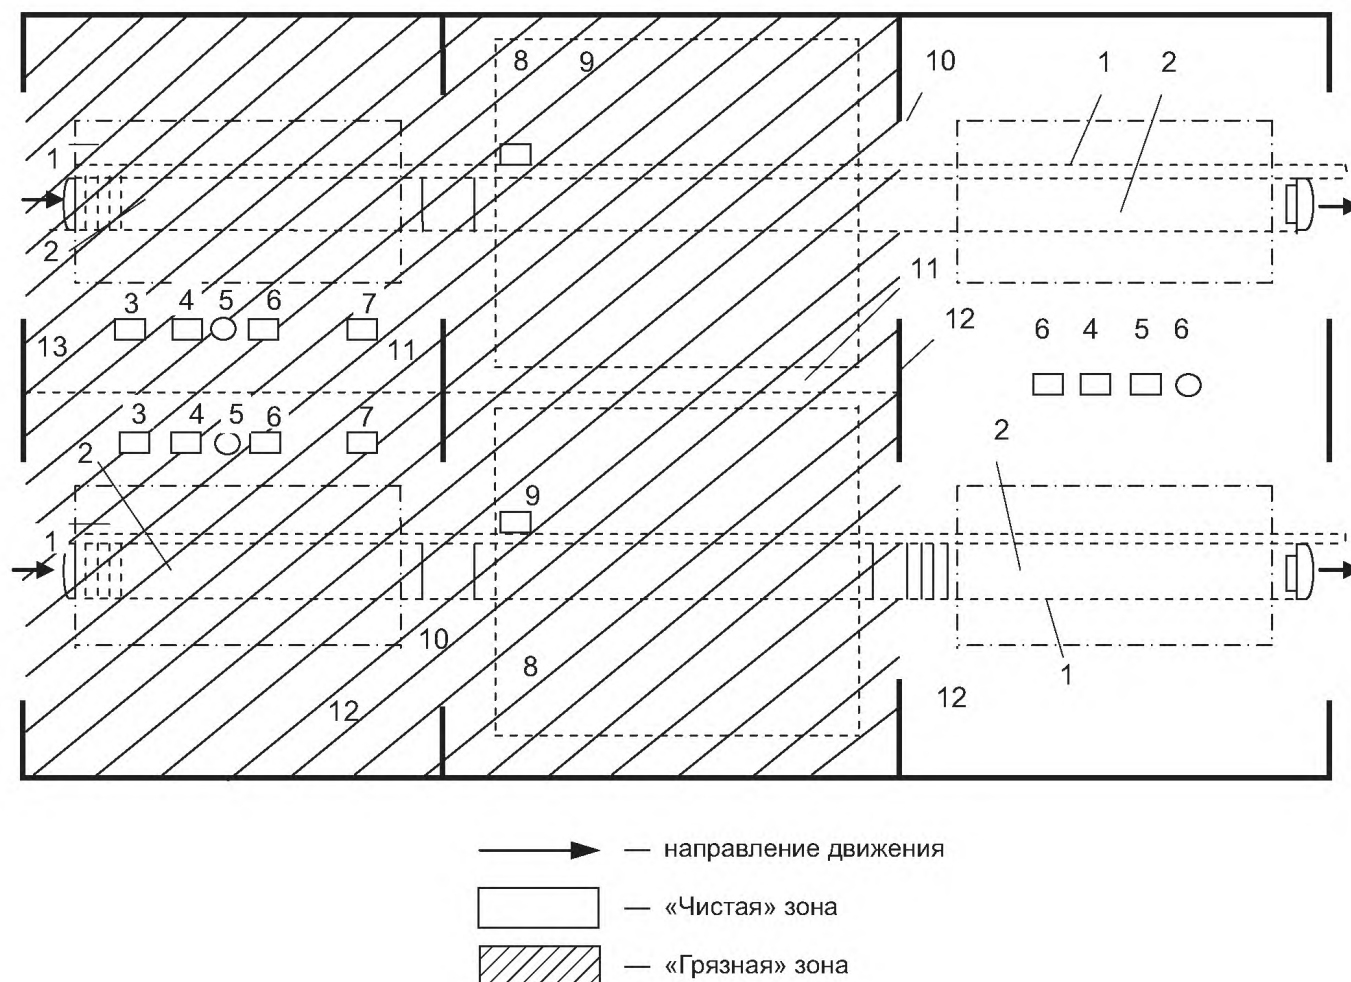 8 9 10 1 2
1
2
11
3 4 5 6 7
12
13 11
6 4 5 6
3 4 5 6 7
2 2
9
1
10
8
1
12 12
— направление движения
— «Чистая» зона
— «Грязная» зона